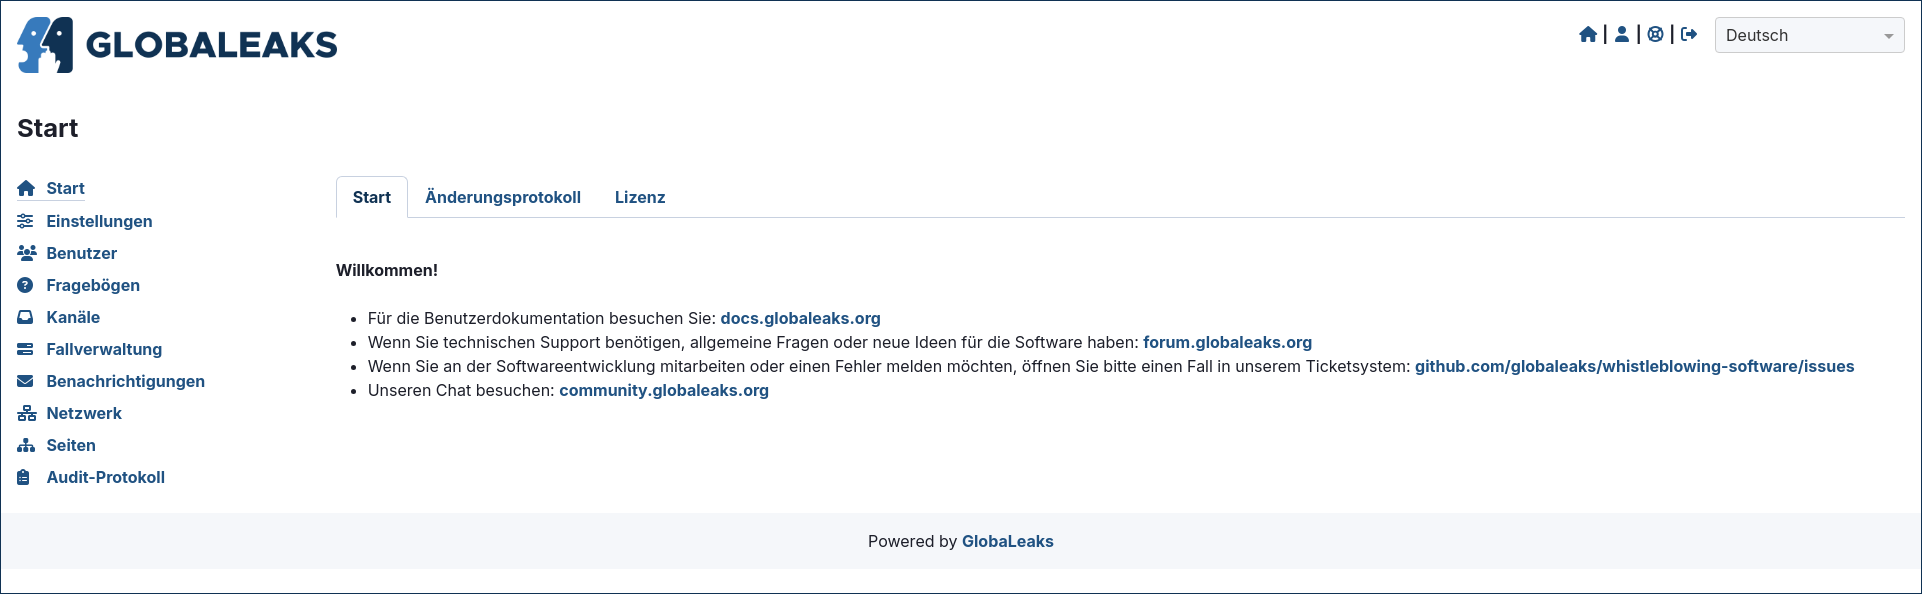 GLOBALEAKS
| | |
Deutsch
Start
Start
Einstellungen
Benutzer
Fragebögen
Kanäle
Fallverwaltung
Benachrichtigungen
Netzwerk
Seiten
Audit-Protokoll
Start Änderungsprotokoll Lizenz
Willkommen!
• Für die Benutzerdokumentation besuchen Sie: docs.globaleaks.org
• Wenn Sie technischen Support benötigen, allgemeine Fragen oder neue Ideen für die Software haben: forum.globaleaks.org
• Wenn Sie an der Softwareentwicklung mitarbeiten oder einen Fehler melden möchten, öffnen Sie bitte einen Fall in unserem Ticketsystem: github.com/globaleaks/whistleblowing-software/issues
• Unseren Chat besuchen: community.globaleaks.org
Powered by GlobaLeaks